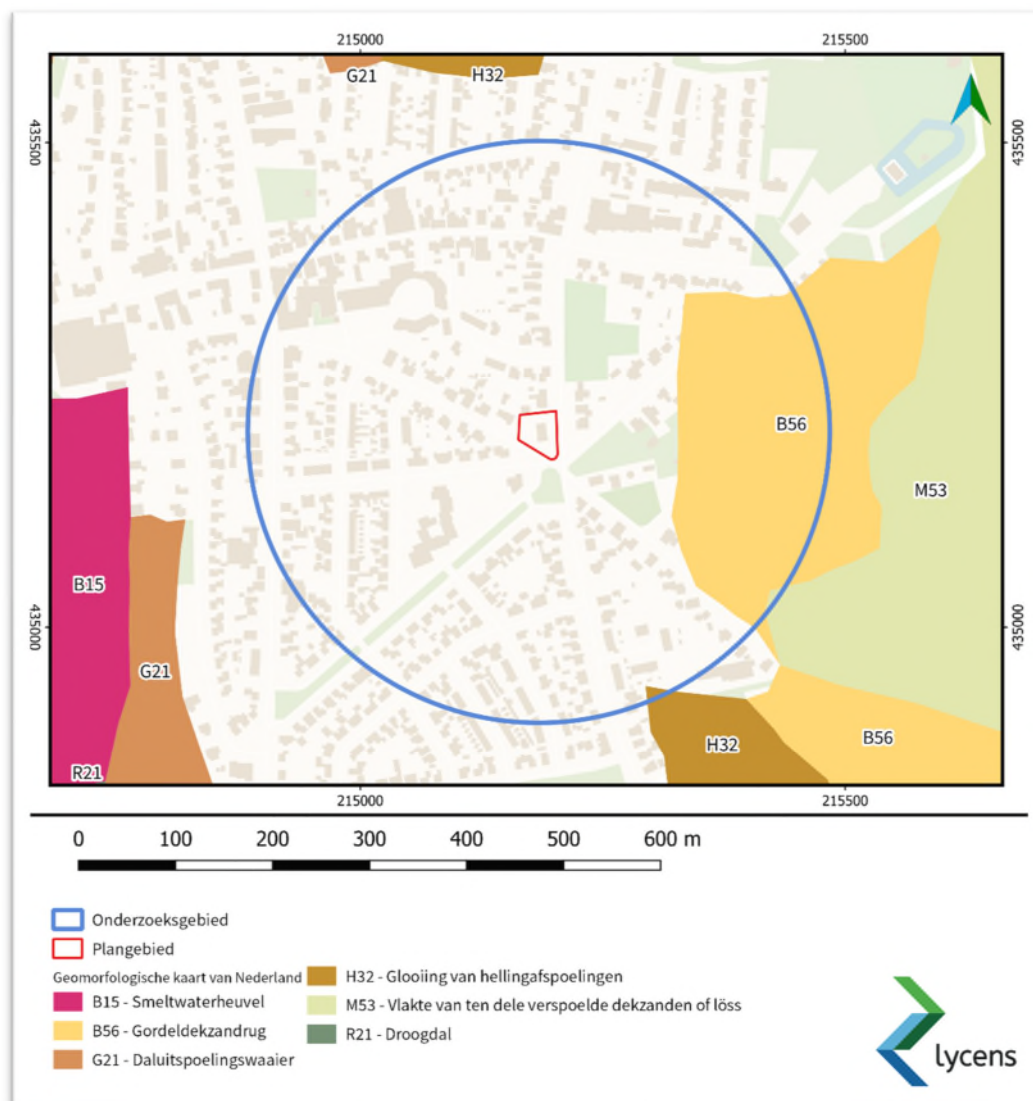 215000 215500
G21 H32
435500 435500
B56
M53
B15
435000 435000
G21
H32 B56
R21
215000 215500
0 100 200 300 400 500 600 m
Onderzoeksgebied
Plangebied
Geomorfologische kaart van Nederland
B15 - Smeltwaterheuvel
B56 - Gordeldekzandrug
G21 - Daluitspoelingswaaier
H32 - Glooiing van hellingafspoelingen
M53 - Vlakte van ten dele verspoelde dekzanden of löss
R21 - Droogdal
lycens